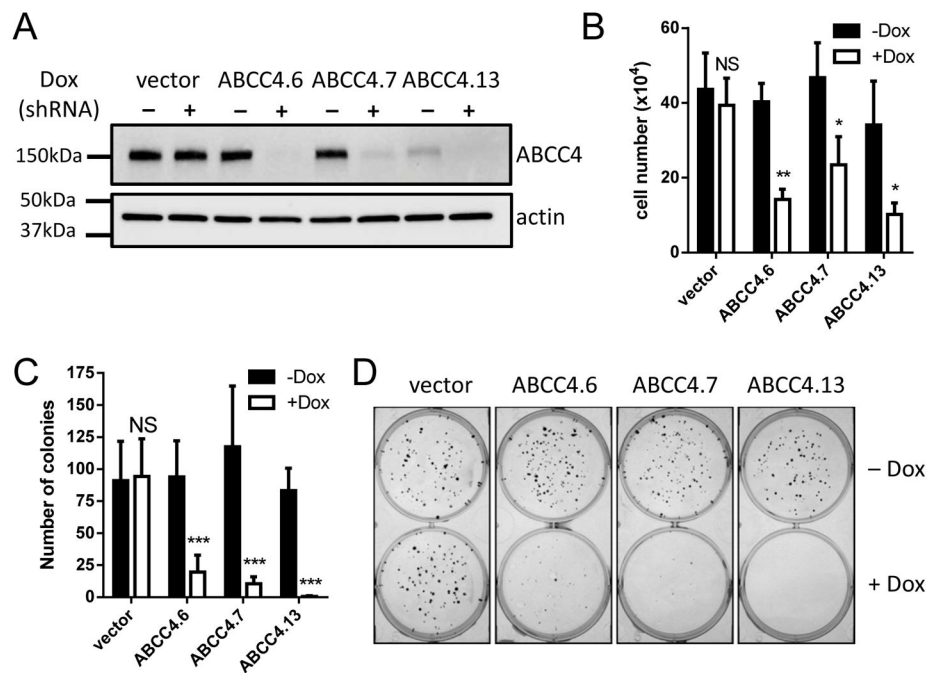 A
Dox vector ABCC4.6 ABCC4.7 ABCC4.13
(shRNA) – + – + – + – +
150kDa ABCC4
50kDa
37kDa actin
B
-Dox
+Dox
cell number (x10⁴)
60
40
20
0
NS
**
*
*
vector
ABCC4.6
ABCC4.7
ABCC4.13
C
-Dox
+Dox
Number of colonies
175
150
125
100
75
50
25
0
NS
***
***
***
vector
ABCC4.6
ABCC4.7
ABCC4.13
D
vector ABCC4.6 ABCC4.7 ABCC4.13
– Dox
+ Dox